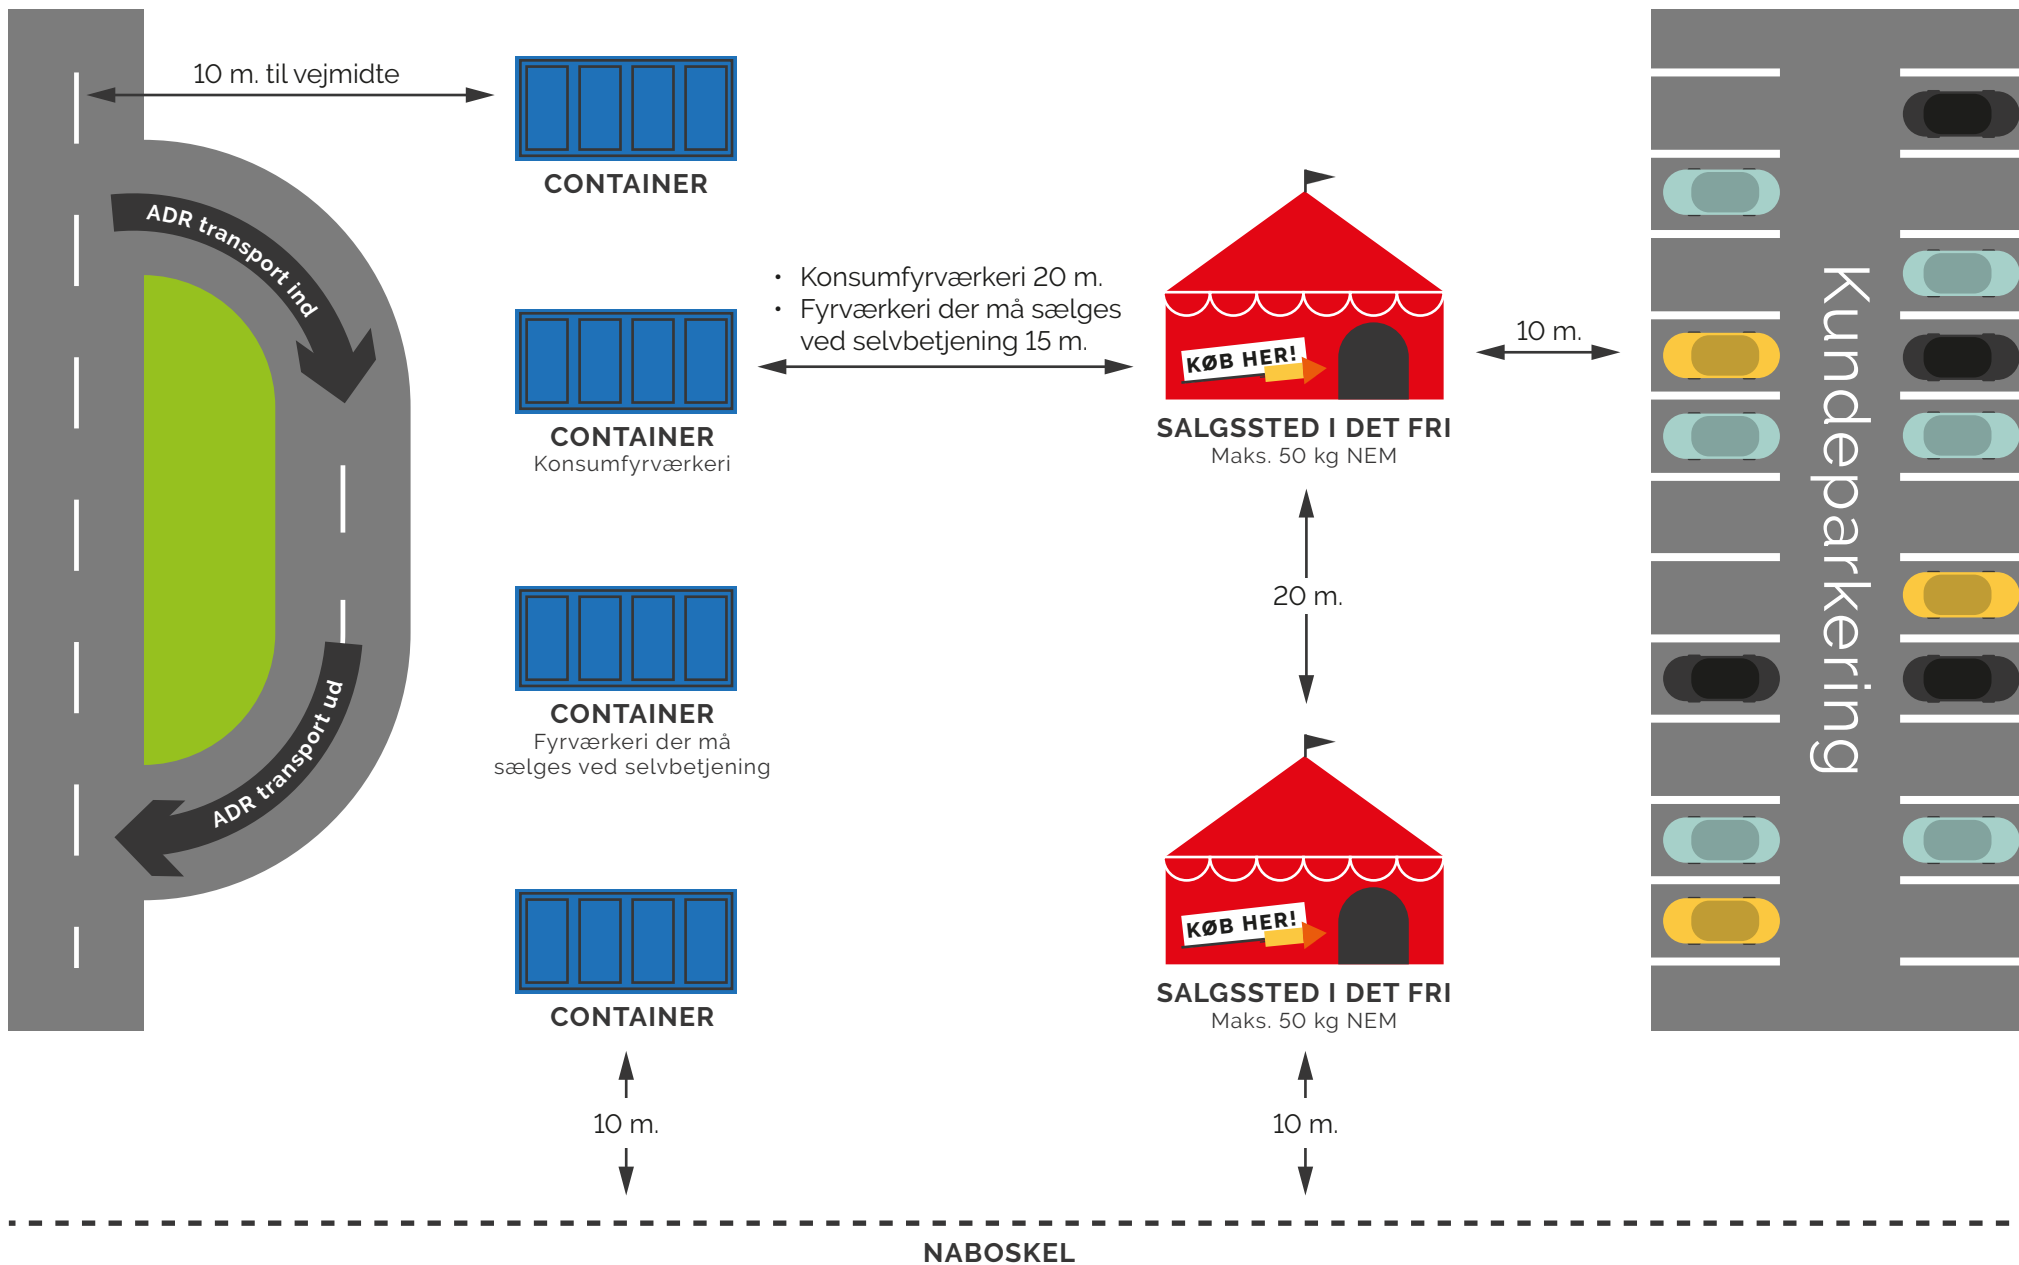 10 m. til vejmidte
CONTAINER
ADR transport ind
• Konsumfyrværkeri 20 m.
• Fyrværkeri der må sælges
ved selvbetjening 15 m.
KØB HER!
10 m.
CONTAINER
Konsumfyrværkeri
SALGSSTED I DET FRI
Maks. 50 kg NEM
Kundeparkering
20 m.
CONTAINER
Fyrværkeri der må
sælges ved selvbetjening
ADR transport ud
KØB HER!
CONTAINER
SALGSSTED I DET FRI
Maks. 50 kg NEM
10 m.
10 m.
NABOSKEL